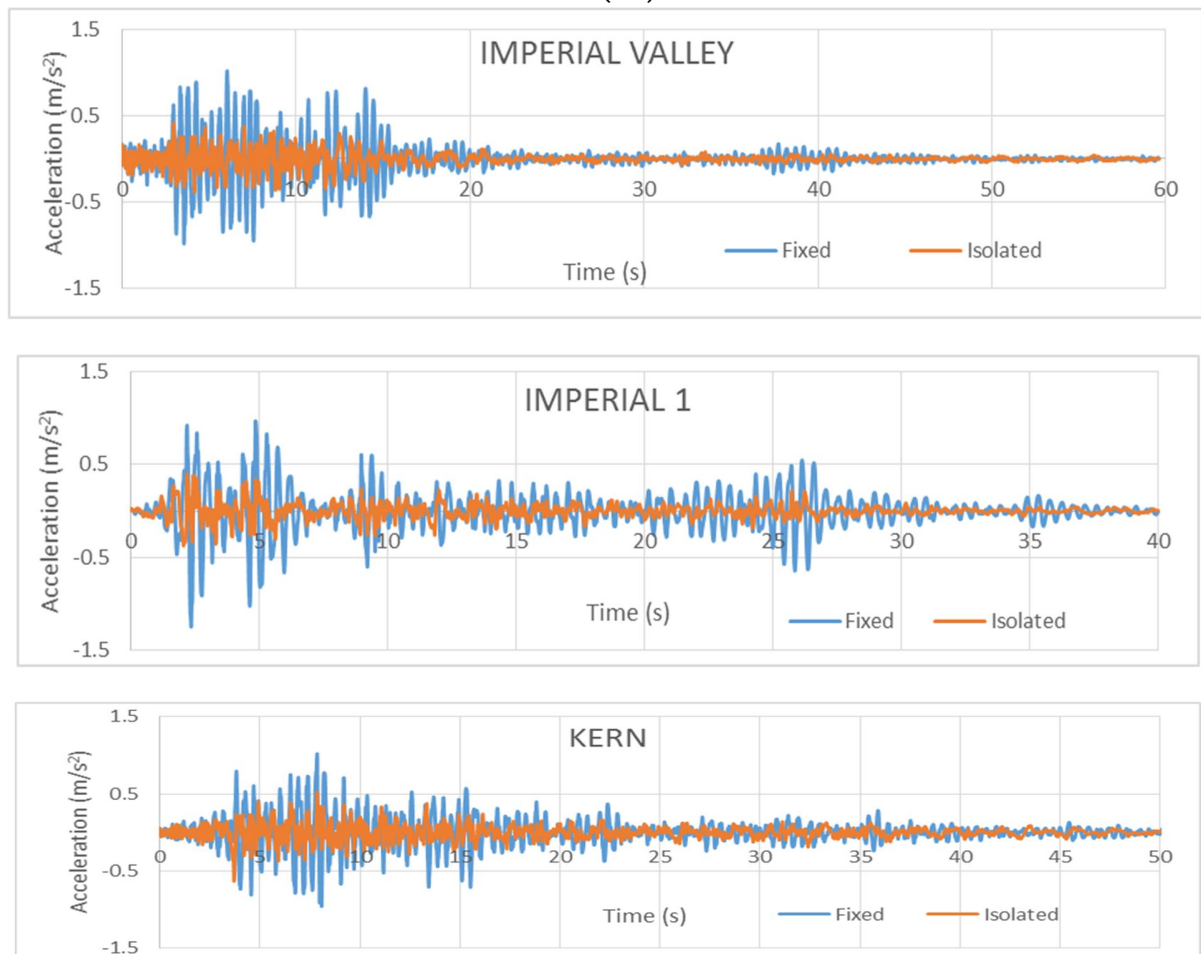 IMPERIAL VALLEY
Acceleration (m/s²)
1.5
0.5
-0.5
-1.5
0 10 20 30 40 50 60
Time (s)
Fixed Isolated
IMPERIAL 1
Acceleration (m/s²)
1.5
0.5
-0.5
-1.5
0 5 10 15 20 25 30 35 40
Time (s)
Fixed Isolated
KERN
Acceleration (m/s²)
1.5
0.5
-0.5
-1.5
0 5 10 15 20 25 30 35 40 45 50
Time (s)
Fixed Isolated